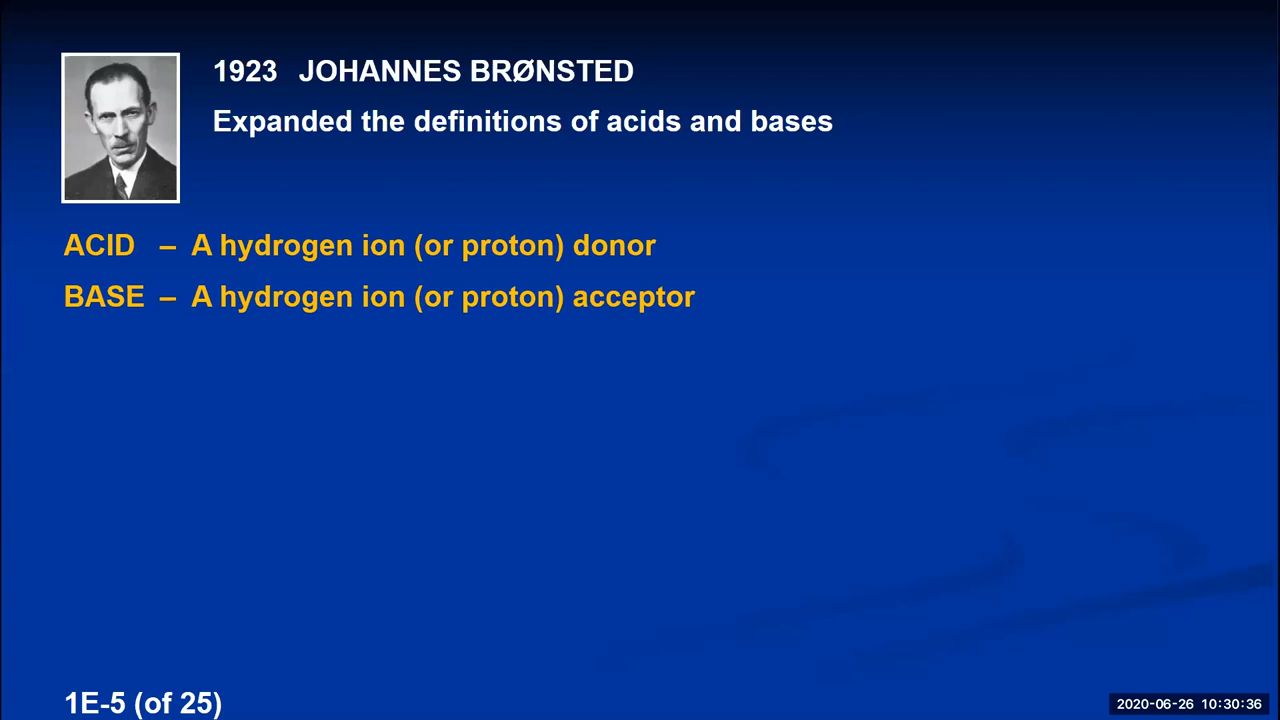 1923 JOHANNES BRØNSTED
Expanded the definitions of acids and bases
ACID – A hydrogen ion (or proton) donor
BASE – A hydrogen ion (or proton) acceptor
1E-5 (of 25)
2020-06-26 10:30:36